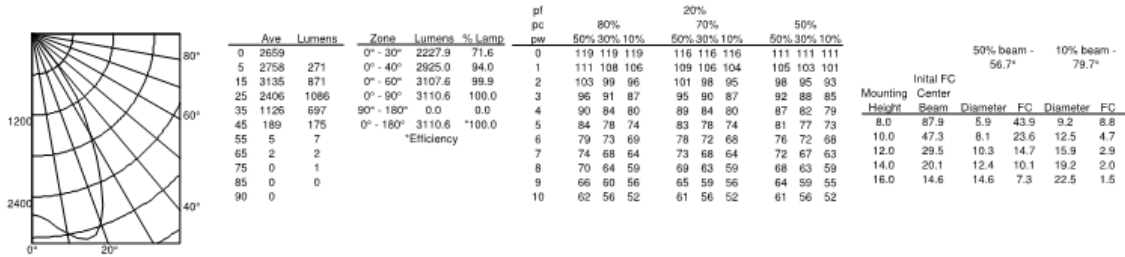 1200
2400
0°
20°
40°
60°
80°
Ave Lumens
0 2659
5 2758 271
15 3135 871
25 2406 1086
35 1126 697
45 189 175
55 5 7
65 2 2
75 0 1
85 0 0
90 0
Zone Lumens % Lamp
0° - 30° 2227.9 71.6
0° - 40° 2925.0 94.0
0° - 60° 3107.6 99.9
0° - 90° 3110.6 100.0
90° - 180° 0.0 0.0
0° - 180° 3110.6 *100.0
*Efficiency
pf 20%
pc 80% 70% 50%
pw 50% 30% 10% 50% 30% 10% 50% 30% 10%
0 119 119 119 116 116 116 111 111 111
1 111 108 106 109 106 104 105 103 101
2 103 99 96 101 98 95 98 95 93
3 96 91 87 95 90 87 92 88 85
4 90 84 80 89 84 80 87 82 79
5 84 78 74 83 78 74 81 77 73
6 79 73 69 78 72 68 76 72 68
7 74 68 64 73 68 64 72 67 63
8 70 64 59 69 63 59 68 63 59
9 66 60 56 65 59 56 64 59 55
10 62 56 52 61 56 52 61 56 52
50% beam - 10% beam -
56.7° 79.7°
Inital FC
Mounting Center
Height Beam Diameter FC Diameter FC
8.0 87.9 5.9 43.9 9.2 8.8
10.0 47.3 8.1 23.6 12.5 4.7
12.0 29.5 10.3 14.7 15.9 2.9
14.0 20.1 12.4 10.1 19.2 2.0
16.0 14.6 14.6 7.3 22.5 1.5